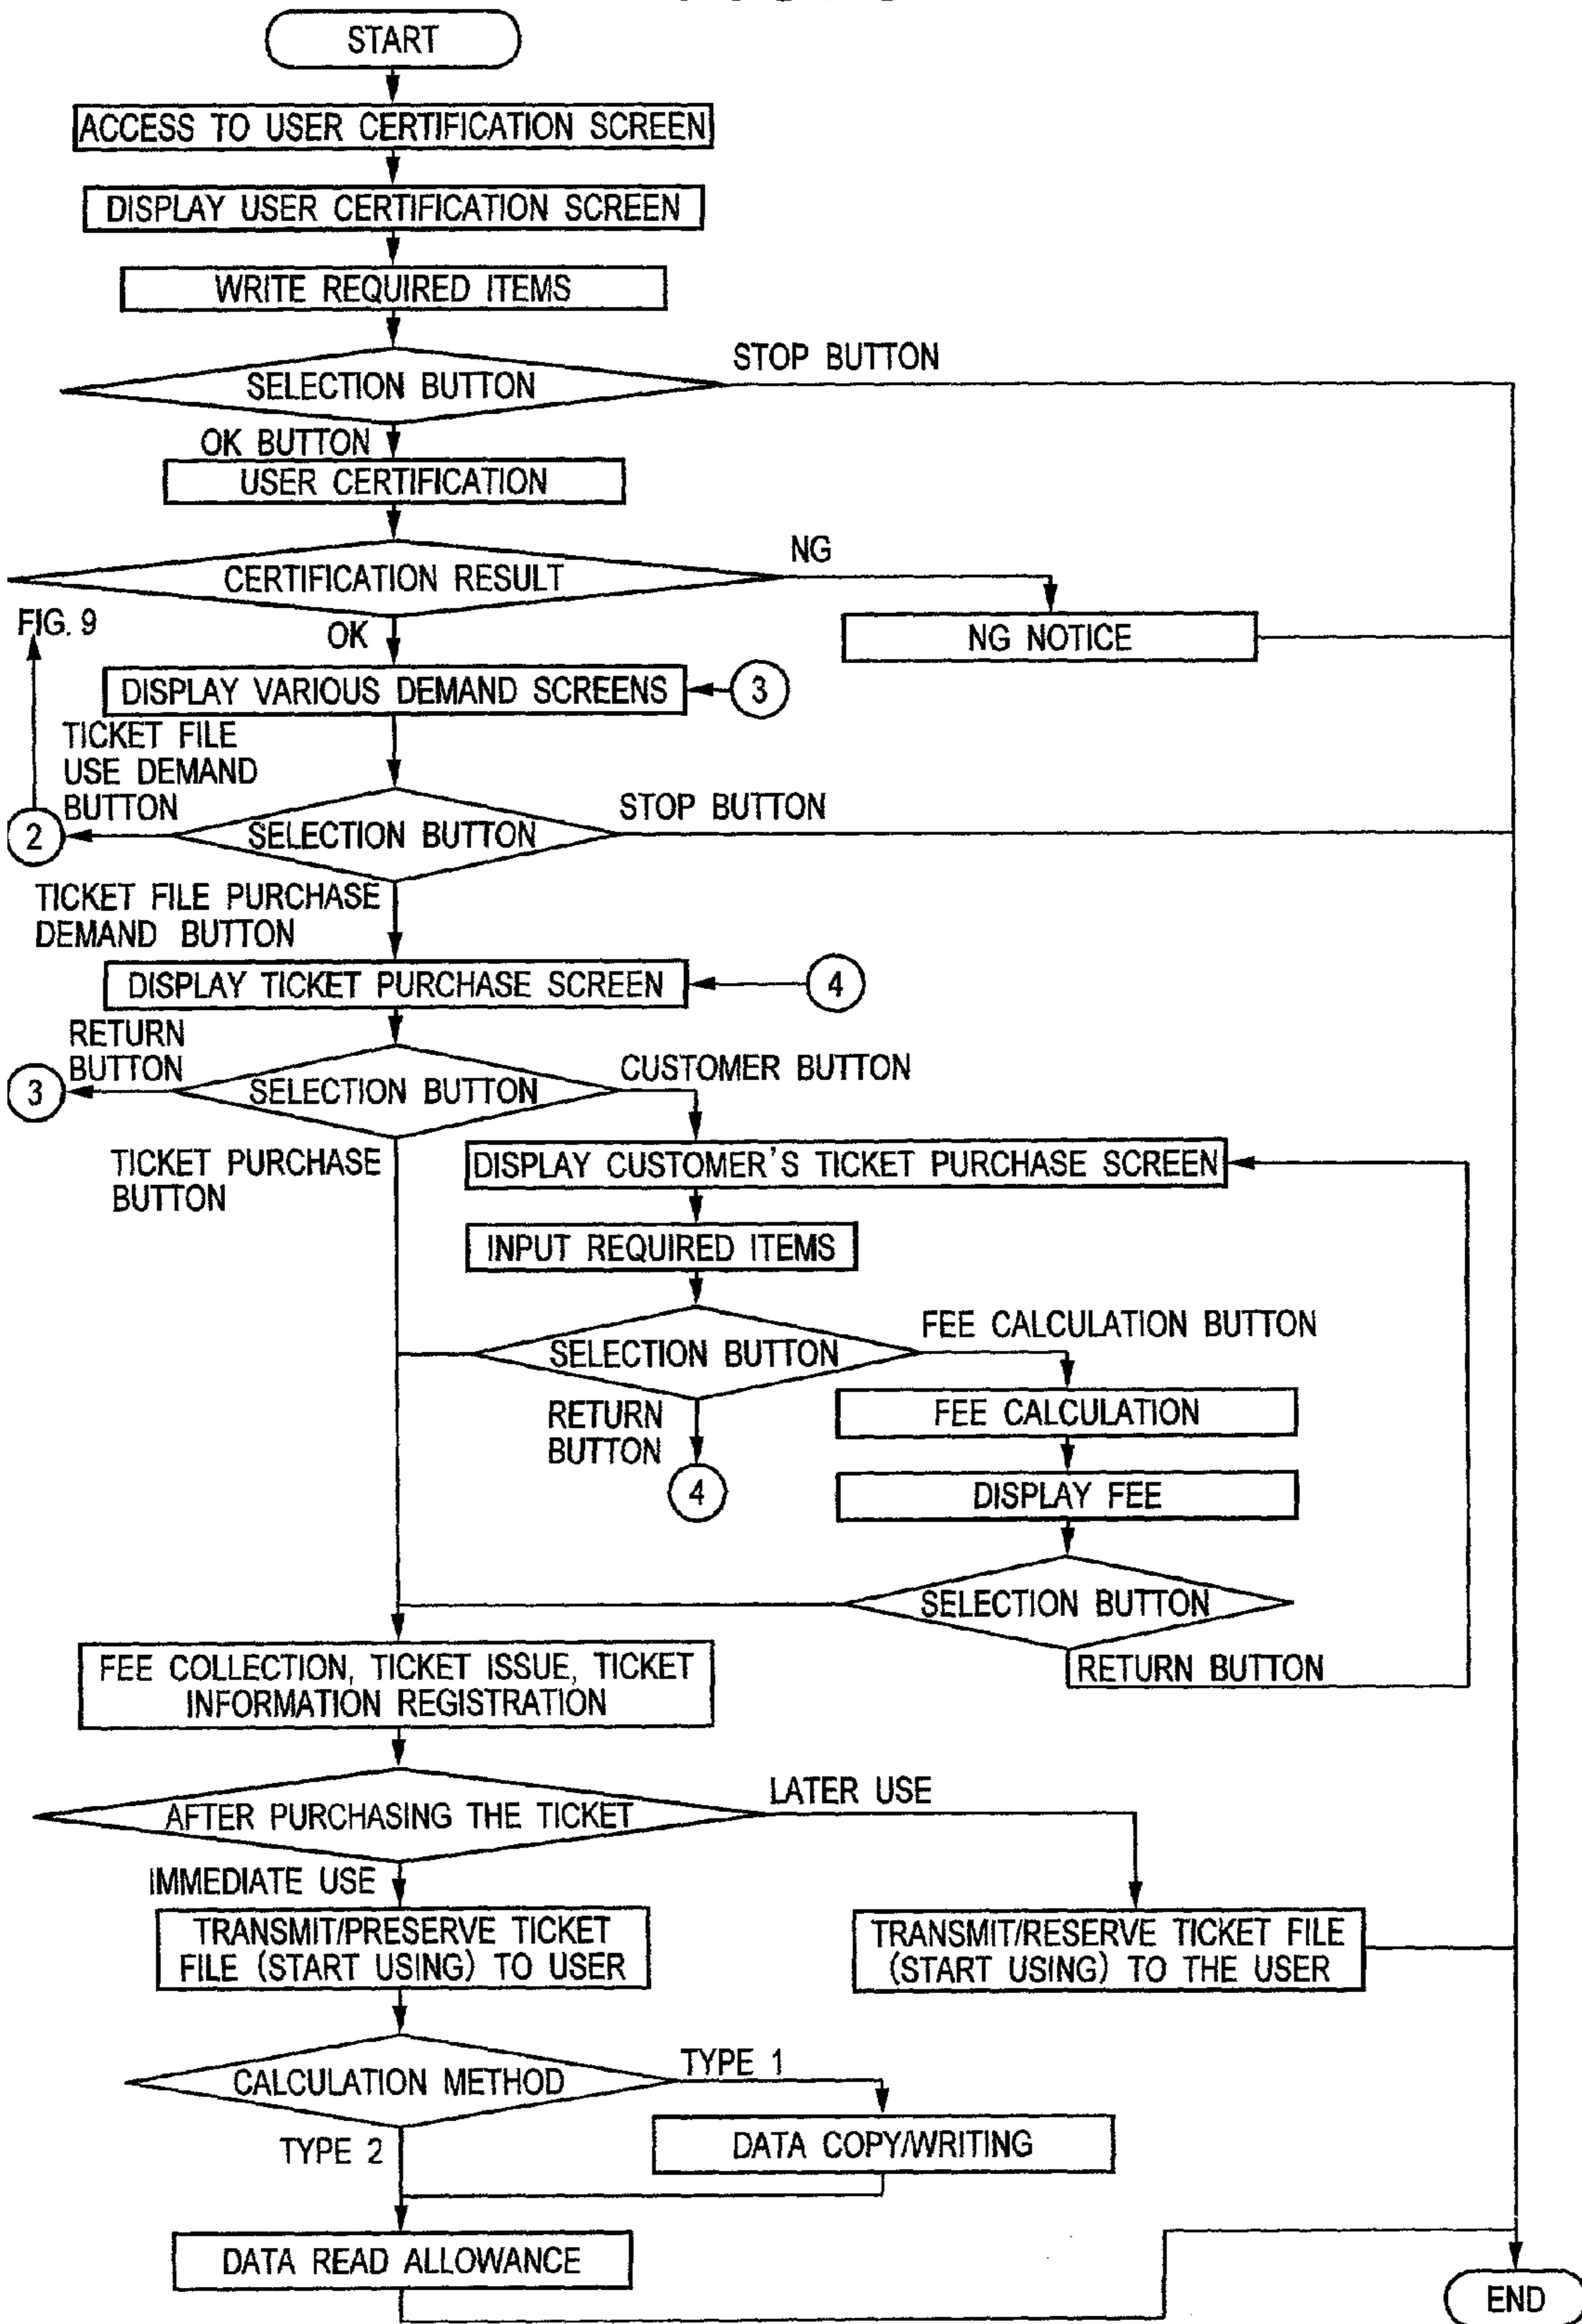 START
ACCESS TO USER CERTIFICATION SCREEN
DISPLAY USER CERTIFICATION SCREEN
WRITE REQUIRED ITEMS
STOP BUTTON
SELECTION BUTTON
OK BUTTON
USER CERTIFICATION
NG
CERTIFICATION RESULT
FIG. 9
OK
NG NOTICE
DISPLAY VARIOUS DEMAND SCREENS
3
TICKET FILE
USE DEMAND
BUTTON
STOP BUTTON
2
SELECTION BUTTON
TICKET FILE PURCHASE
DEMAND BUTTON
DISPLAY TICKET PURCHASE SCREEN
4
RETURN
BUTTON
CUSTOMER BUTTON
3
SELECTION BUTTON
TICKET PURCHASE
BUTTON
DISPLAY CUSTOMER'S TICKET PURCHASE SCREEN
INPUT REQUIRED ITEMS
FEE CALCULATION BUTTON
SELECTION BUTTON
RETURN
BUTTON
FEE CALCULATION
4
DISPLAY FEE
SELECTION BUTTON
RETURN BUTTON
FEE COLLECTION, TICKET ISSUE, TICKET
INFORMATION REGISTRATION
LATER USE
AFTER PURCHASING THE TICKET
IMMEDIATE USE
TRANSMIT/PRESERVE TICKET
FILE (START USING) TO USER
TRANSMIT/RESERVE TICKET FILE
(START USING) TO THE USER
TYPE 1
CALCULATION METHOD
TYPE 2
DATA COPY/WRITING
DATA READ ALLOWANCE
END